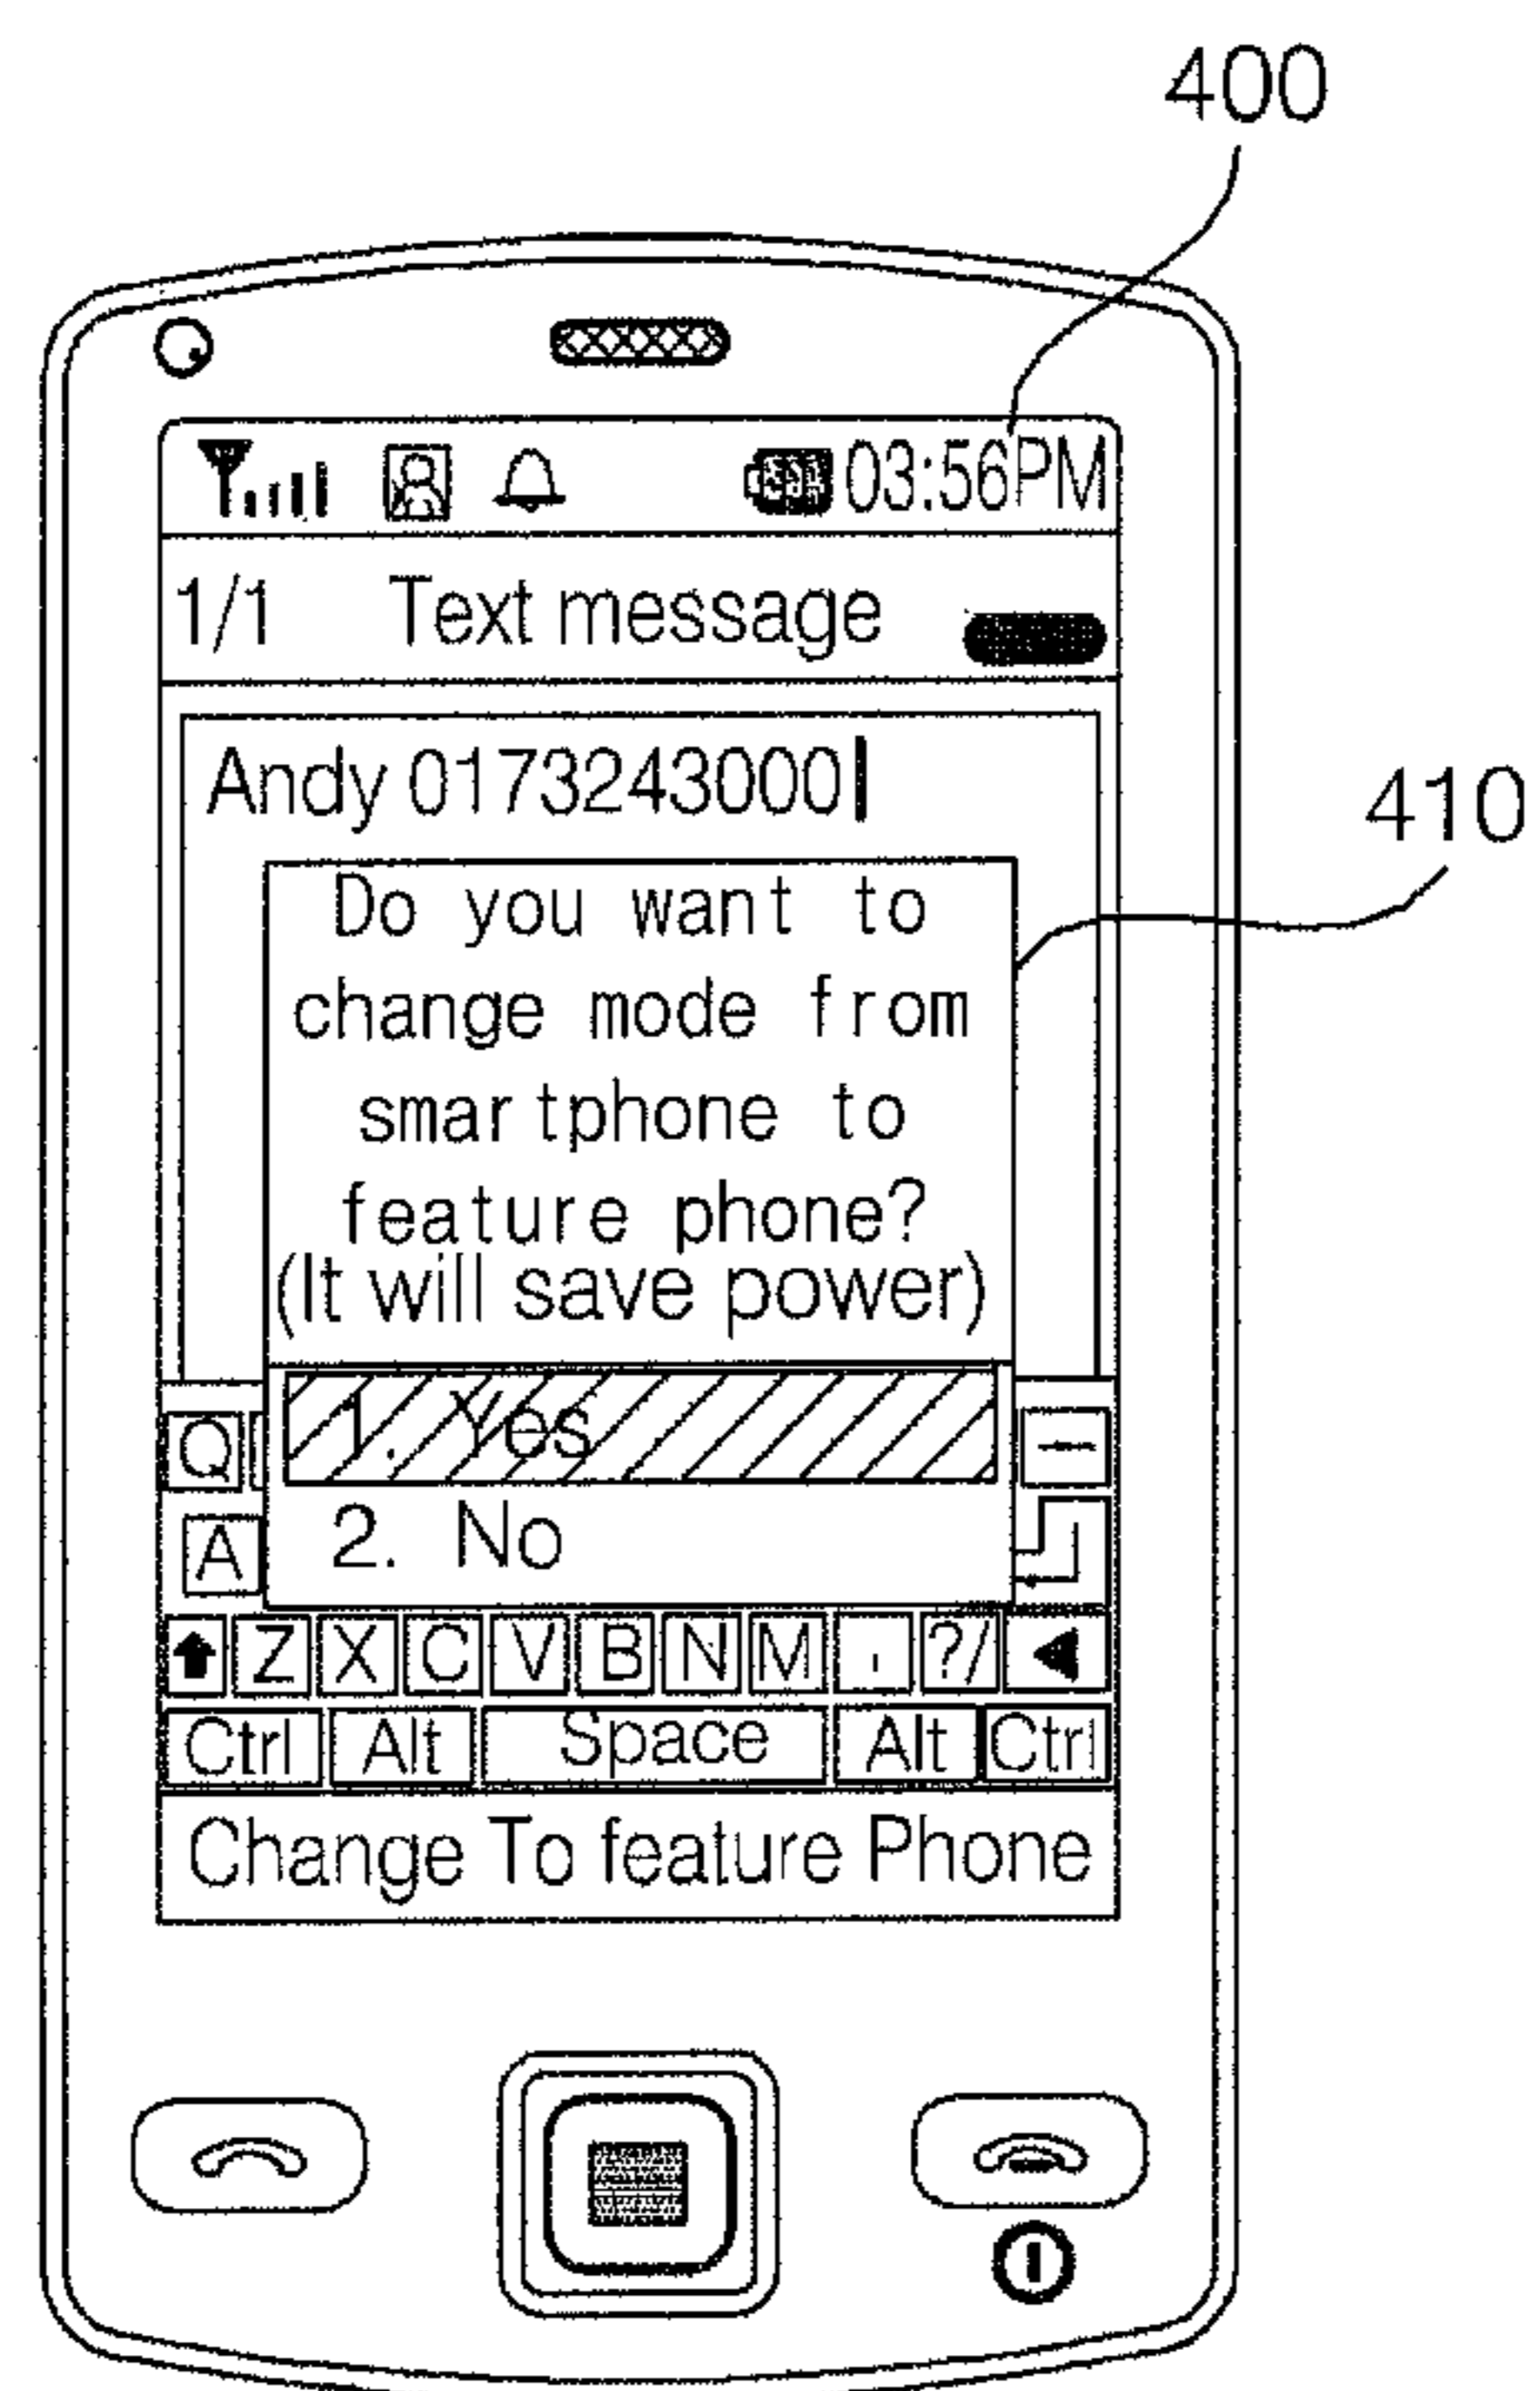 400
03:56PM
1/1 Text message
Andy 0173243000
410
Do you want to
change mode from
smartphone to
feature phone?
(It will save power)
1. Yes
2. No
Q
A
Z X C V B N M . ?/
Ctrl Alt Space Alt Ctrl
Change To feature Phone